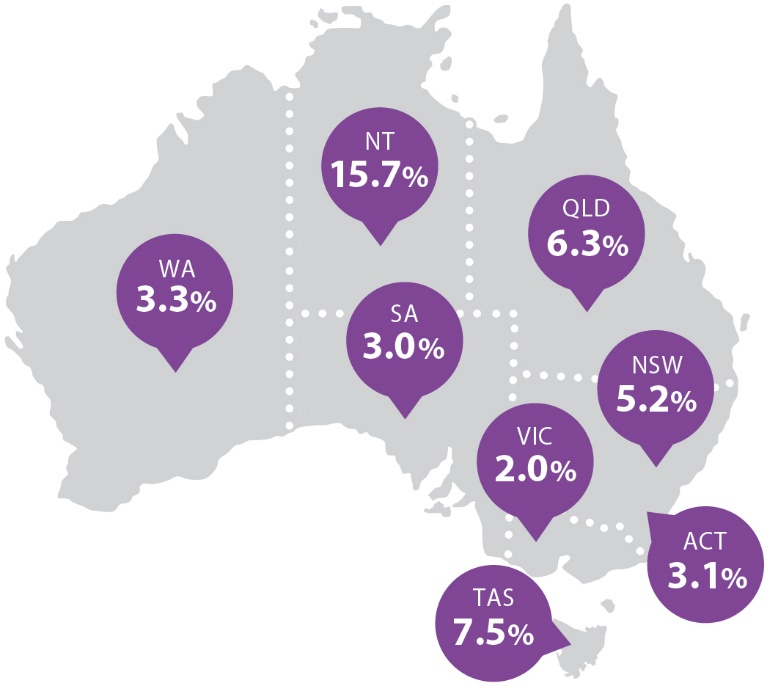 NT
15.7%
QLD
6.3%
WA
3.3%
SA
3.0%
NSW
5.2%
VIC
2.0%
ACT
3.1%
TAS
7.5%